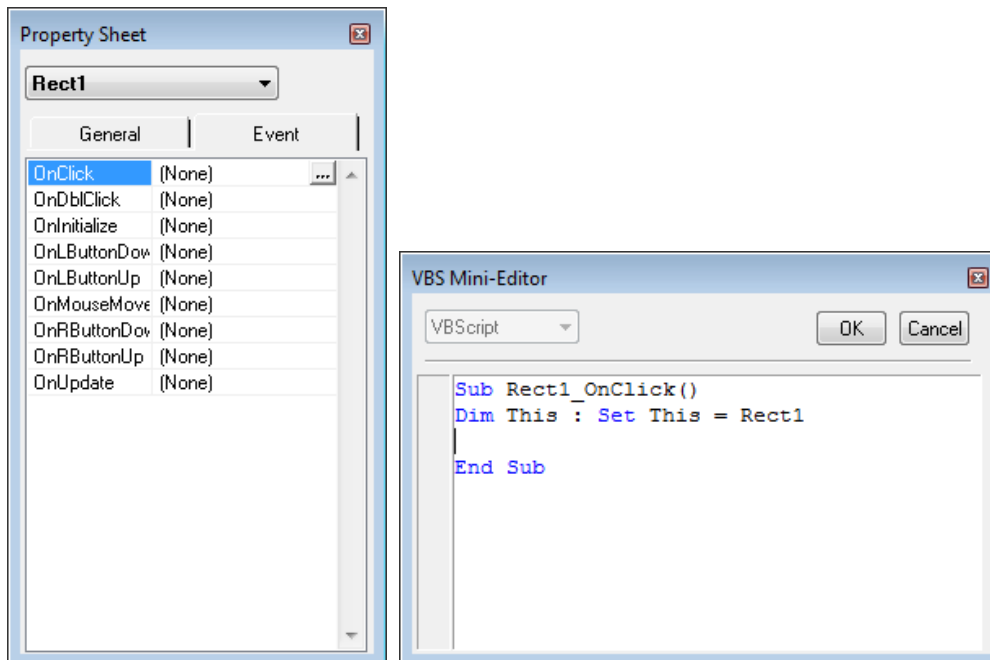 Property Sheet
Rect1
General Event
OnClick (None) ...
OnDblClick (None)
OnInitialize (None)
OnLButtonDow (None)
OnLButtonUp (None)
OnMouseMove (None)
OnRButtonDow (None)
OnRButtonUp (None)
OnUpdate (None)
VBS Mini-Editor
VBScript OK Cancel
Sub Rect1_OnClick()
Dim This : Set This = Rect1
End Sub